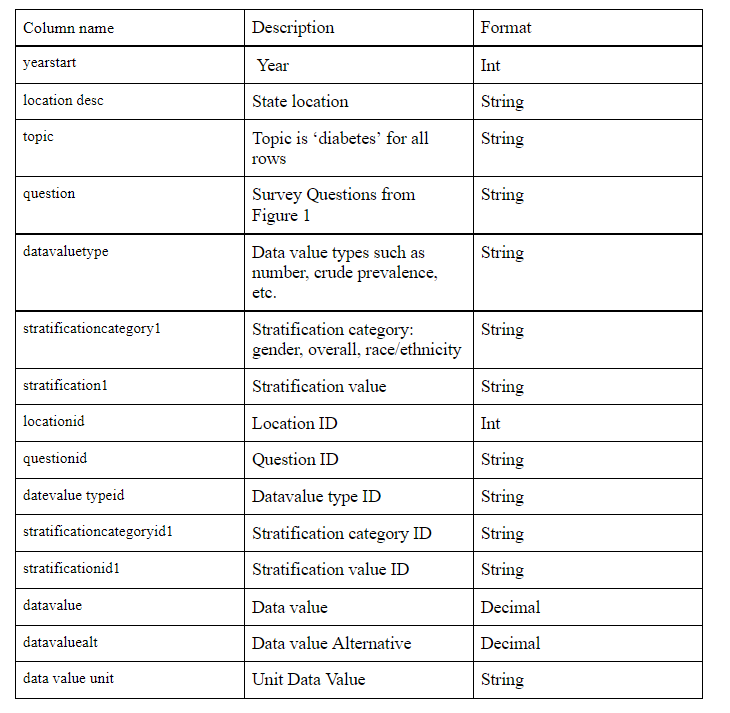 Column name Description Format
yearstart Year Int
location desc State location String
topic Topic is ‘diabetes’ for all String
rows
question Survey Questions from String
Figure 1
datavaluetype Data value types such as String
number, crude prevalence,
etc.
stratificationcategory1 Stratification category: String
gender, overall, race/ethnicity
stratification1 Stratification value String
locationid Location ID Int
questionid Question ID String
datevalue typeid Datavalue type ID String
stratificationcategoryid1 Stratification category ID String
stratificationid1 Stratification value ID String
datavalue Data value Decimal
datavaluealt Data value Alternative Decimal
data value unit Unit Data Value String